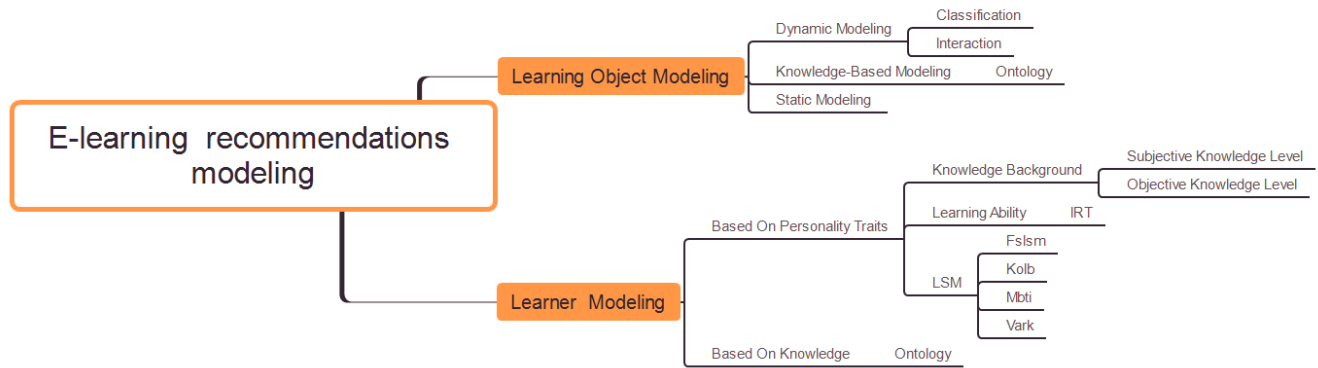 E-learning recommendations
modeling
Learning Object Modeling
Dynamic Modeling
Classification
Interaction
Knowledge-Based Modeling
Ontology
Static Modeling
Learner Modeling
Based On Personality Traits
Knowledge Background
Subjective Knowledge Level
Objective Knowledge Level
Learning Ability
IRT
LSM
Fslsm
Kolb
Mbti
Vark
Based On Knowledge
Ontology